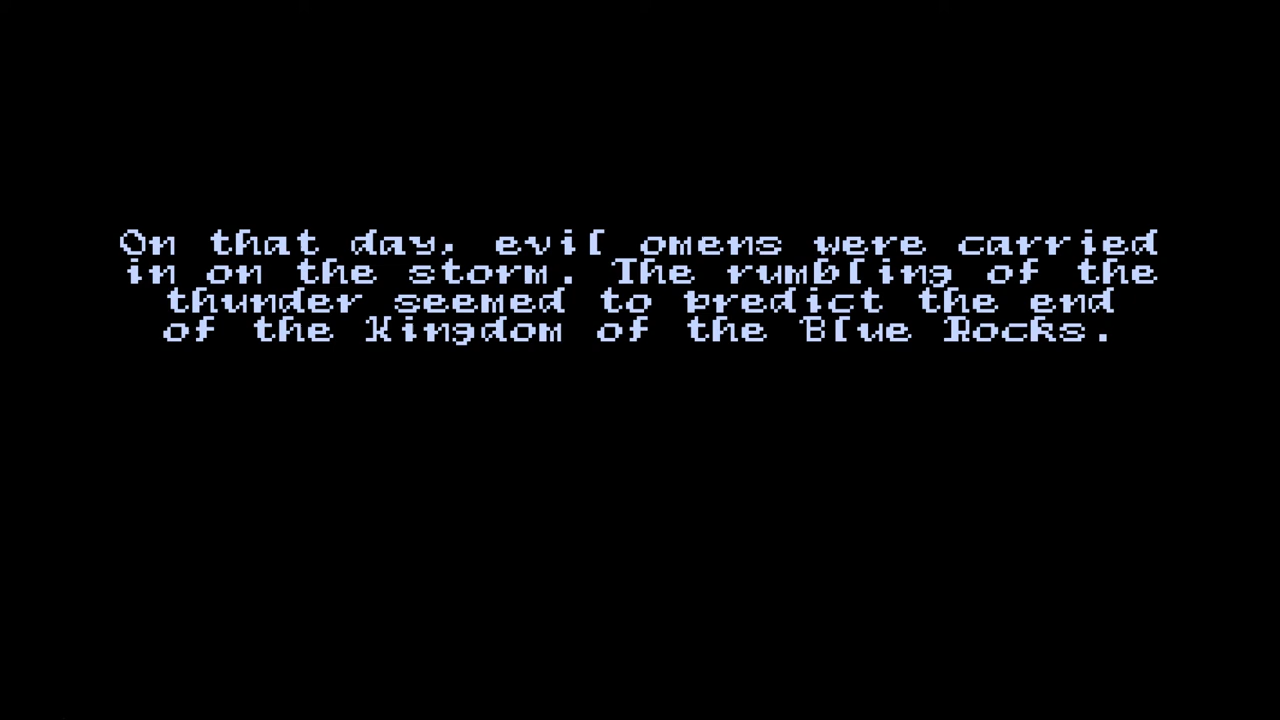 On that day, evil omens were carried
in on the storm. The rumbling of the
thunder seemed to predict the end
of the Kingdom of the Blue Rocks.